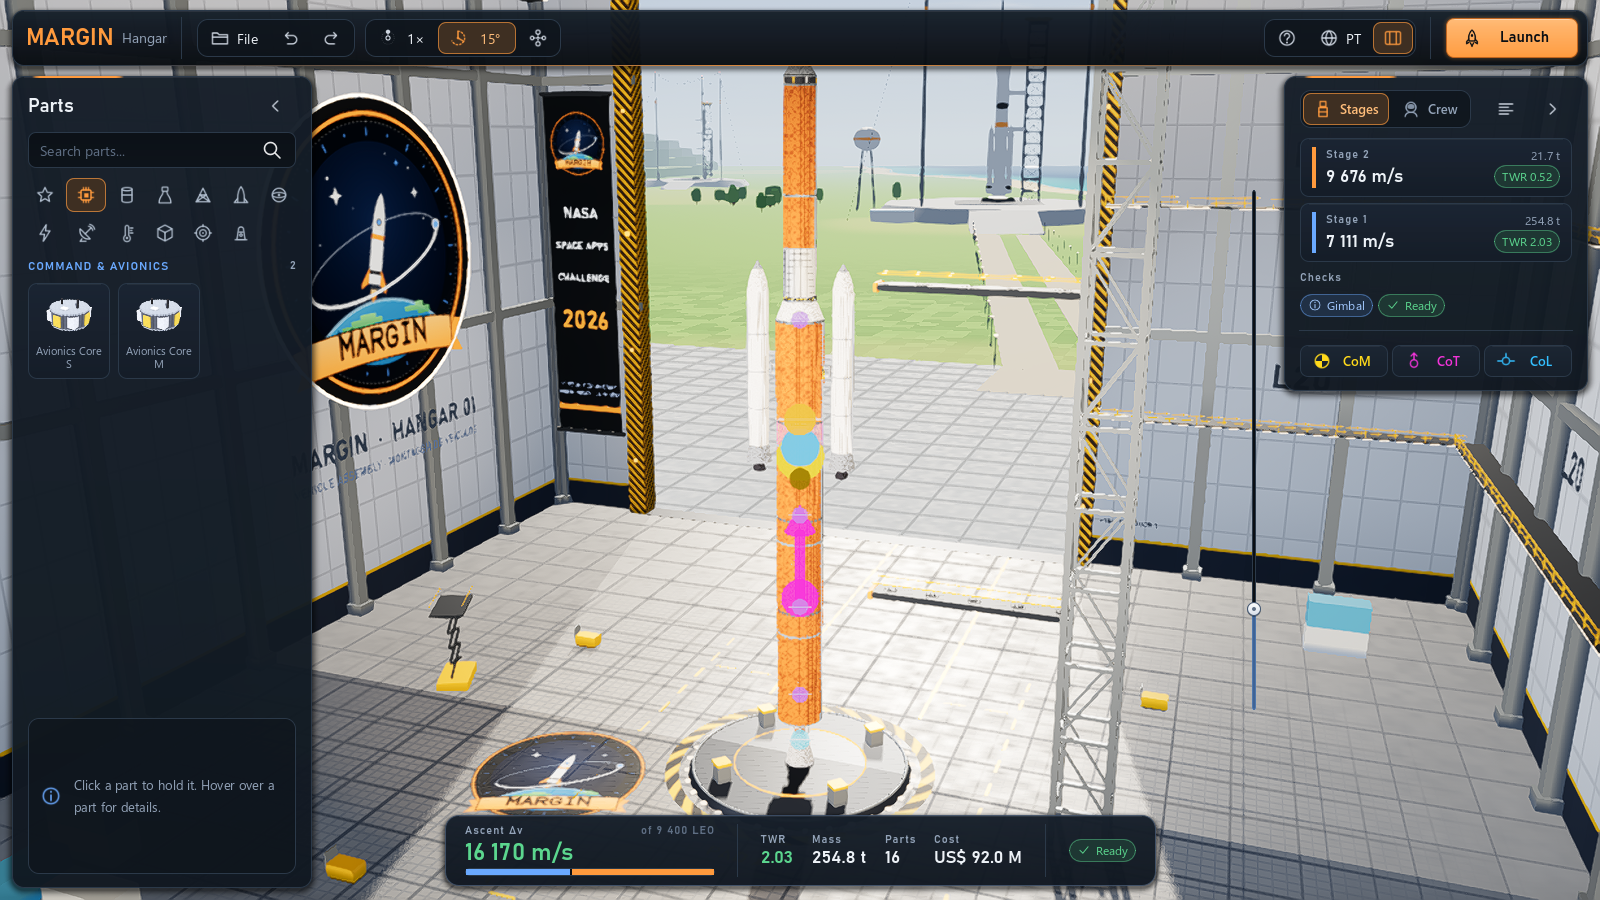 MARGIN Hangar
File
1×
15°
PT
Launch
Parts
Search parts...
COMMAND & AVIONICS
2
Avionics Core S
Avionics Core M
Click a part to hold it. Hover over a
part for details.
MARGIN
MARGIN · HANGAR 01
NASA
SPACE APPS
CHALLENGE
2026
MARGIN
Stages
Crew
Stage 2
21.7 t
9 676 m/s
TWR 0.52
Stage 1
254.8 t
7 111 m/s
TWR 2.03
Checks
Gimbal
Ready
CoM
CoT
CoL
L20
Ascent Δv
of 9 400 LEO
16 170 m/s
TWR
2.03
Mass
254.8 t
Parts
16
Cost
US$ 92.0 M
Ready